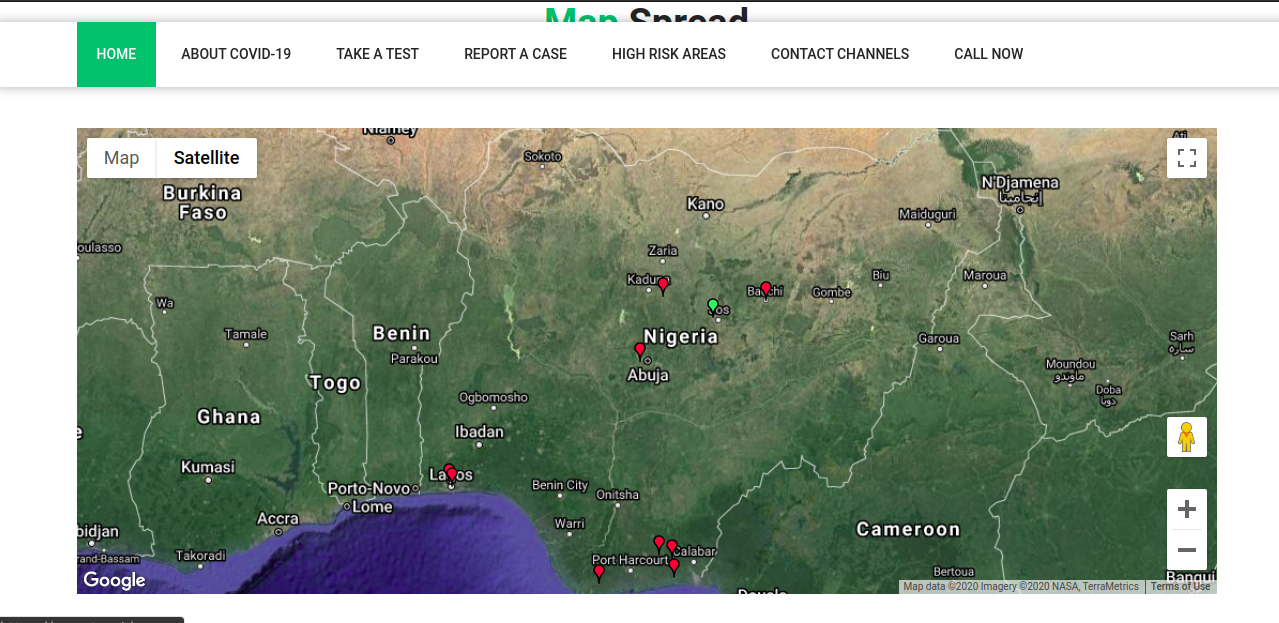 Map Spread
HOME
ABOUT COVID-19
TAKE A TEST
REPORT A CASE
HIGH RISK AREAS
CONTACT CHANNELS
CALL NOW
Map
Satellite
Niamey
Sokoto
Burkina
Faso
Kano
N'Djamena
إنجامينا
Maiduguri
oulasso
Zaria
Kaduna
Bauchi
Gombe
Biu
Maroua
Wa
Jos
Tamale
Benin
Parakou
Nigeria
Garoua
Sarh
سارە
Abuja
Moundou
ماوندو
Togo
Doba
دوبا
Ogbomosho
Ghana
Ibadan
Kumasi
Lagos
Porto-Novo
Lome
Benin City
Onitsha
Accra
Warri
Cameroon
bidjan
rand-Bassam
Takoradi
Port Harcourt
Calabar
Bertoua
Bangui
Douala
Google
Map data ©2020 Imagery ©2020 NASA, TerraMetrics
Terms of Use